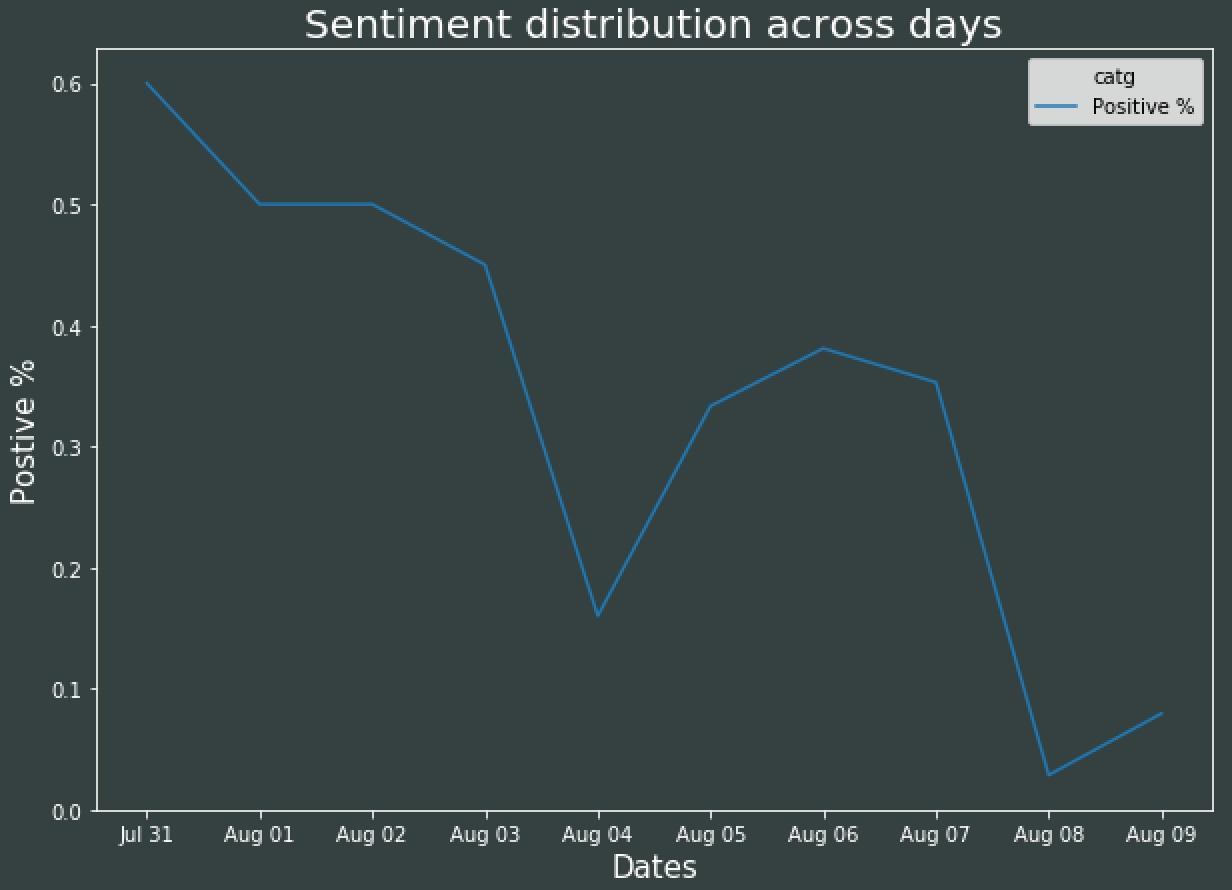 Sentiment distribution across days
catg
Positive %
Postive %
0.6
0.5
0.4
0.3
0.2
0.1
0.0
Jul 31 Aug 01 Aug 02 Aug 03 Aug 04 Aug 05 Aug 06 Aug 07 Aug 08 Aug 09
Dates